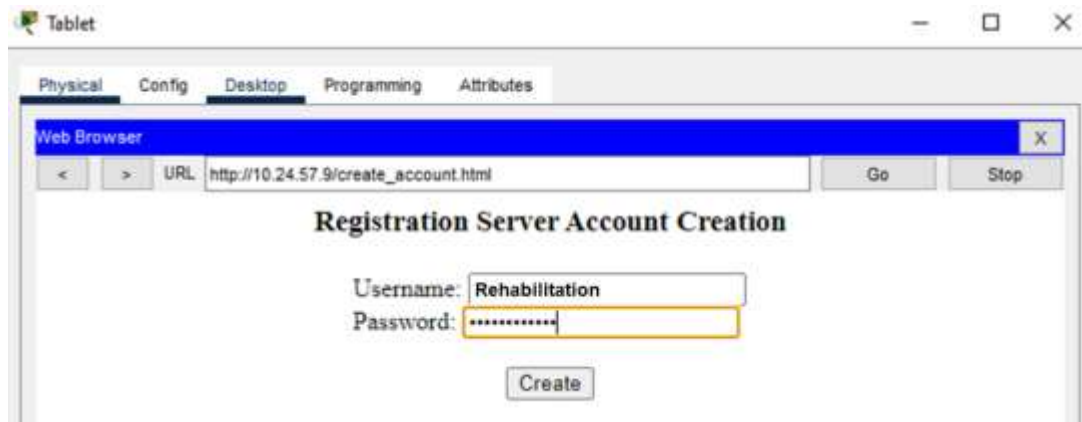 Tablet
Physical Config Desktop Programming Attributes
Web Browser X
< > URL http://10.24.57.9/create_account.html Go Stop
Registration Server Account Creation
Username: Rehabilitation
Password: ••••••••••••
Create